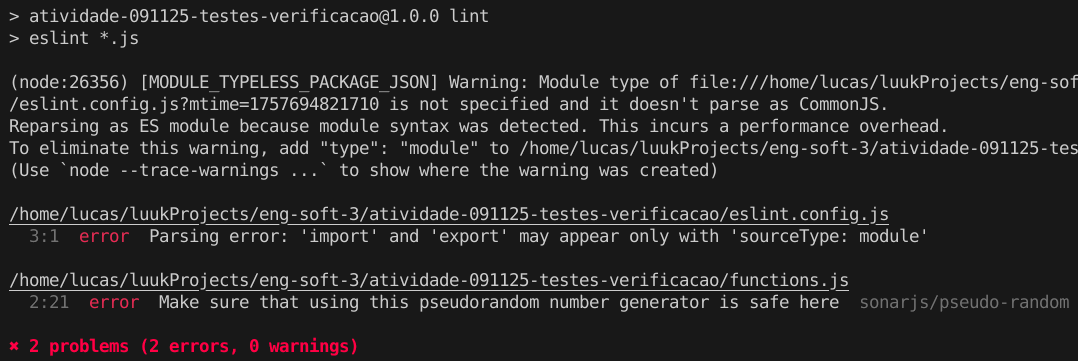 > atividade-091125-testes-verificacao@1.0.0 lint
> eslint *.js
(node:26356) [MODULE_TYPELESS_PACKAGE_JSON] Warning: Module type of file:///home/lucas/luukProjects/eng-sof
/eslint.config.js?mtime=1757694821710 is not specified and it doesn't parse as CommonJS.
Reparsing as ES module because module syntax was detected. This incurs a performance overhead.
To eliminate this warning, add "type": "module" to /home/lucas/luukProjects/eng-soft-3/atividade-091125-tes
(Use `node --trace-warnings ...` to show where the warning was created)
/home/lucas/luukProjects/eng-soft-3/atividade-091125-testes-verificacao/eslint.config.js
3:1 error Parsing error: 'import' and 'export' may appear only with 'sourceType: module'
/home/lucas/luukProjects/eng-soft-3/atividade-091125-testes-verificacao/functions.js
2:21 error Make sure that using this pseudorandom number generator is safe here sonarjs/pseudo-random
✖ 2 problems (2 errors, 0 warnings)